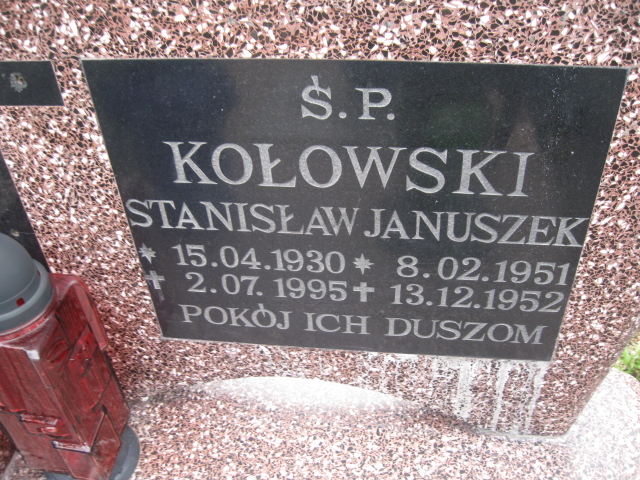 Ś.P.
KOŁOWSKI
STANISŁAW JANUSZEK
* 15.04.1930 * 8.02.1951
✝ 2.07.1995 ✝ 13.12.1952
POKÓJ ICH DUSZOM